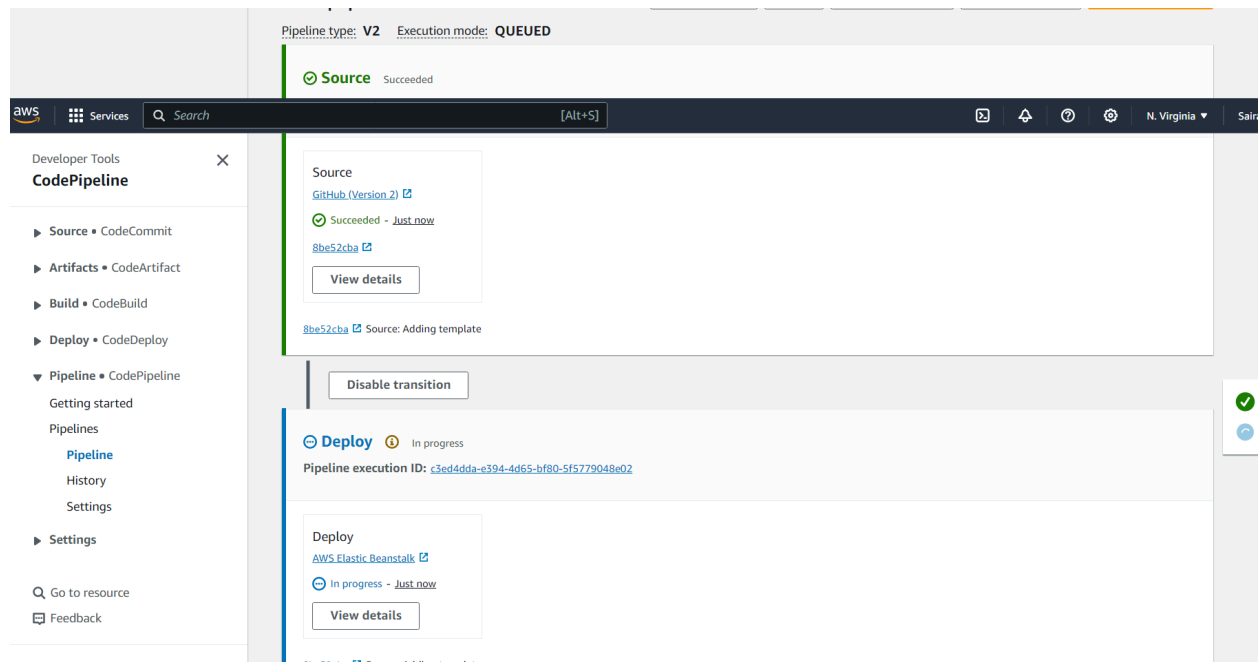 Pipeline type: V2 Execution mode: QUEUED
Source Succeeded
aws Services Search [Alt+S] N. Virginia Saira
Developer Tools
CodePipeline
Source • CodeCommit
Artifacts • CodeArtifact
Build • CodeBuild
Deploy • CodeDeploy
Pipeline • CodePipeline
Getting started
Pipelines
Pipeline
History
Settings
Settings
Go to resource
Feedback
Source
GitHub (Version 2)
Succeeded - Just now
8be52cba
View details
8be52cba Source: Adding template
Disable transition
Deploy In progress
Pipeline execution ID: c3ed4dda-e394-4d65-bf80-5f5779048e02
Deploy
AWS Elastic Beanstalk
In progress - Just now
View details